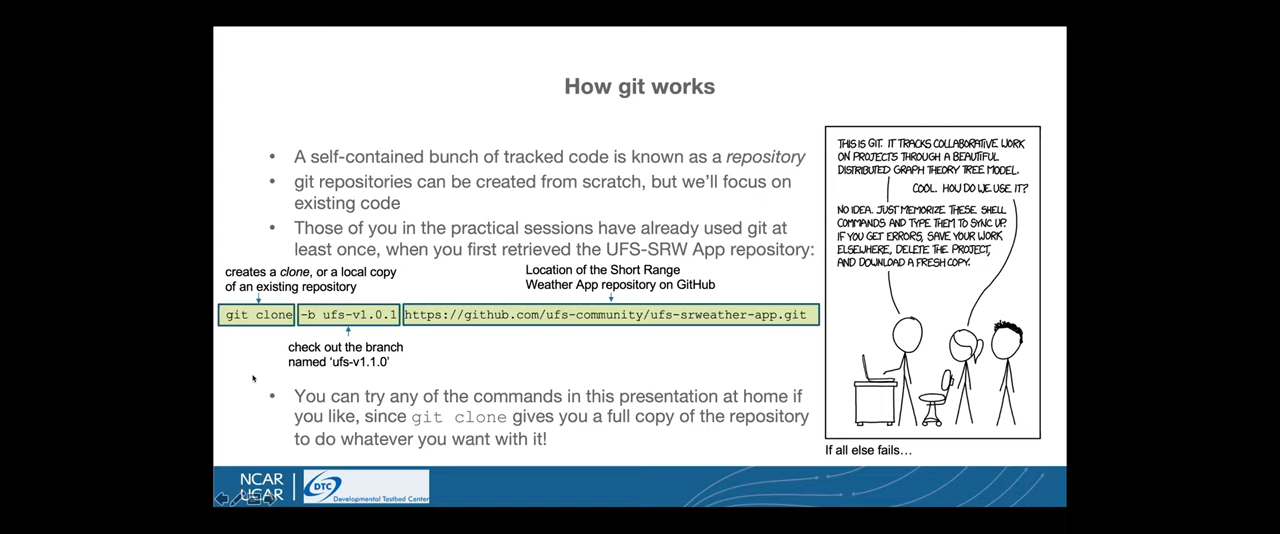 How git works
• A self-contained bunch of tracked code is known as a repository
• git repositories can be created from scratch, but we'll focus on
existing code
• Those of you in the practical sessions have already used git at
least once, when you first retrieved the UFS-SRW App repository:
creates a clone, or a local copy
of an existing repository
Location of the Short Range
Weather App repository on GitHub
git clone -b ufs-v1.0.1 https://github.com/ufs-community/ufs-srweather-app.git
check out the branch
named 'ufs-v1.1.0'
• You can try any of the commands in this presentation at home if
you like, since git clone gives you a full copy of the repository
to do whatever you want with it!
THIS IS GIT. IT TRACKS COLLABORATIVE WORK
ON PROJECTS THROUGH A BEAUTIFUL
DISTRIBUTED GRAPH THEORY TREE MODEL.
COOL. HOW DO WE USE IT?
NO IDEA. JUST MEMORIZE THESE SHELL
COMMANDS AND TYPE THEM TO SYNC UP.
IF YOU GET ERRORS, SAVE YOUR WORK
ELSEWHERE, DELETE THE PROJECT,
AND DOWNLOAD A FRESH COPY.
If all else fails...
NCAR
UCAR
DTC
Developmental Testbed Center